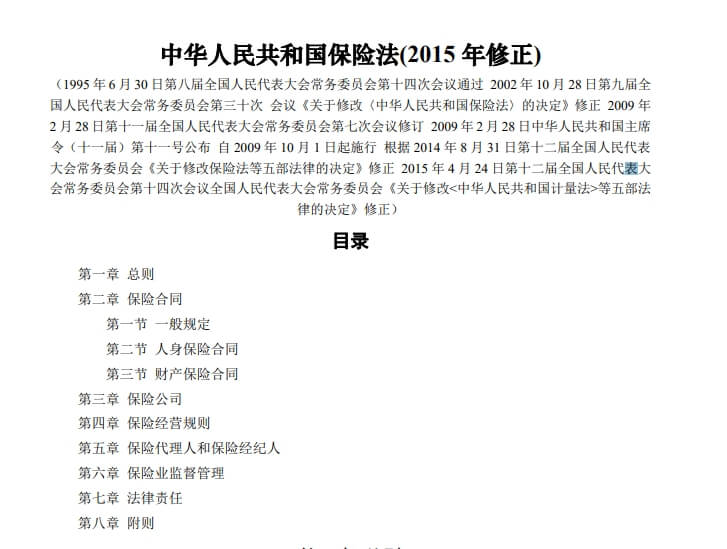 中华人民共和国保险法(2015 年修正)
（1995 年 6 月 30 日第八届全国人民代表大会常务委员会第十四次会议通过 2002 年 10 月 28 日第九届全
国人民代表大会常务委员会第三十次 会议《关于修改〈中华人民共和国保险法〉的决定》修正 2009 年
2 月 28 日第十一届全国人民代表大会常务委员会第七次会议修订 2009 年 2 月 28 日中华人民共和国主席
令（十一届）第十一号公布 自 2009 年 10 月 1 日起施行 根据 2014 年 8 月 31 日第十二届全国人民代表
大会常务委员会《关于修改保险法等五部法律的决定》修正 2015 年 4 月 24 日第十二届全国人民代表大
会常务委员会第十四次会议全国人民代表大会常务委员会《关于修改<中华人民共和国计量法>等五部法
律的决定》修正）
目录
第一章 总则
第二章 保险合同
第一节 一般规定
第二节 人身保险合同
第三节 财产保险合同
第三章 保险公司
第四章 保险经营规则
第五章 保险代理人和保险经纪人
第六章 保险业监督管理
第七章 法律责任
第八章 附则